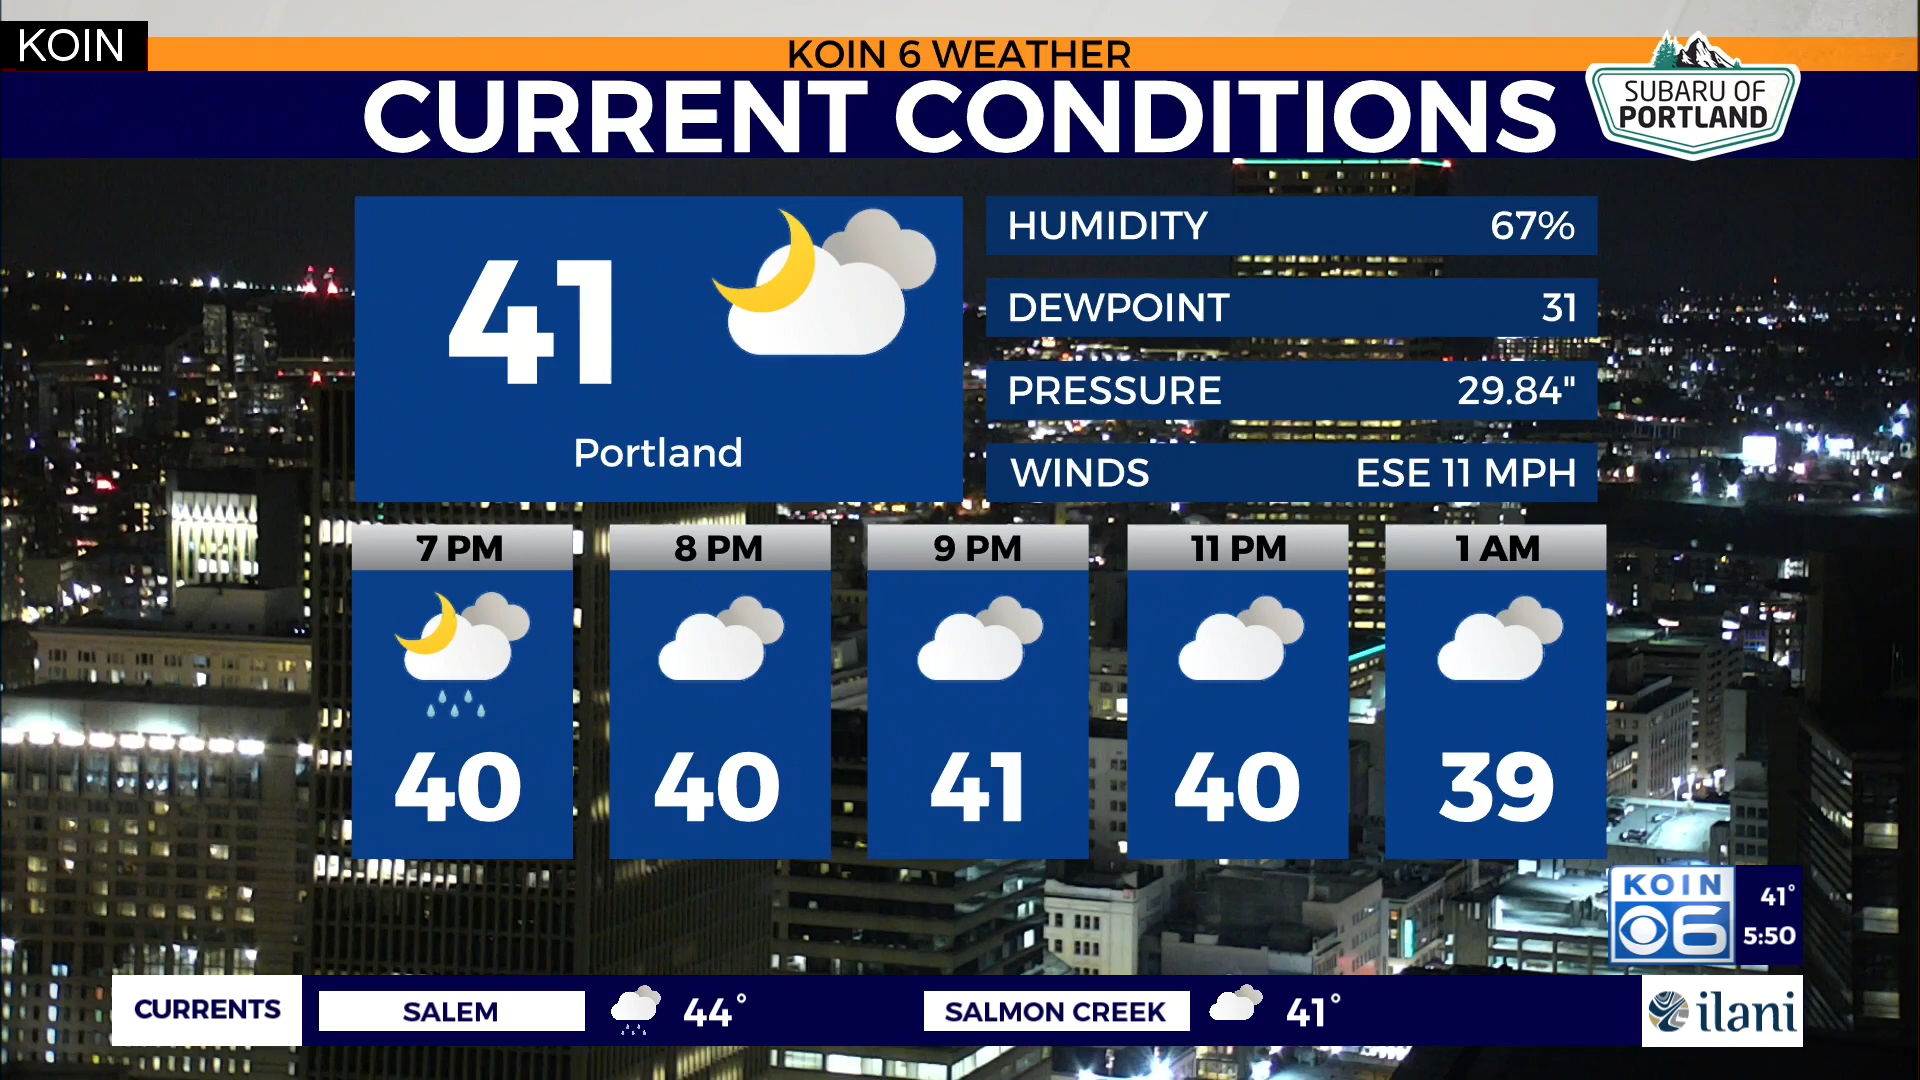 KOIN
KOIN 6 WEATHER
CURRENT CONDITIONS
SUBARU OF
PORTLAND
41
Portland
HUMIDITY 67%
DEWPOINT 31
PRESSURE 29.84"
WINDS ESE 11 MPH
7 PM 8 PM 9 PM 11 PM 1 AM
40 40 41 40 39
KOIN
6
41°
5:50
CURRENTS SALEM 44° SALMON CREEK 41° ilani